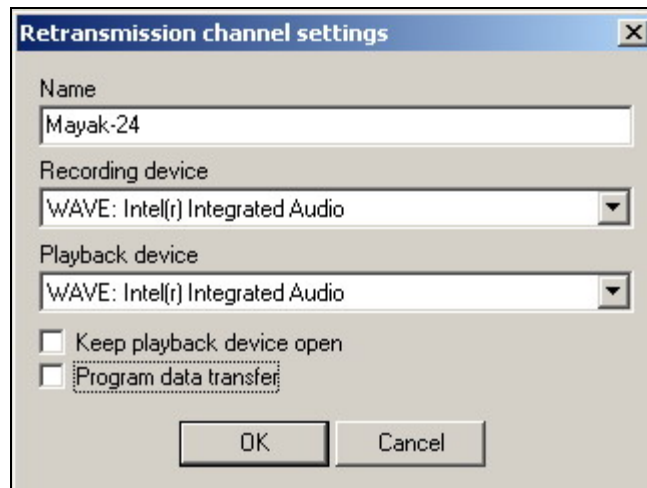 Retransmission channel settings
Name
Mayak-24
Recording device
WAVE: Intel(r) Integrated Audio
Playback device
WAVE: Intel(r) Integrated Audio
Keep playback device open
Program data transfer
OK Cancel